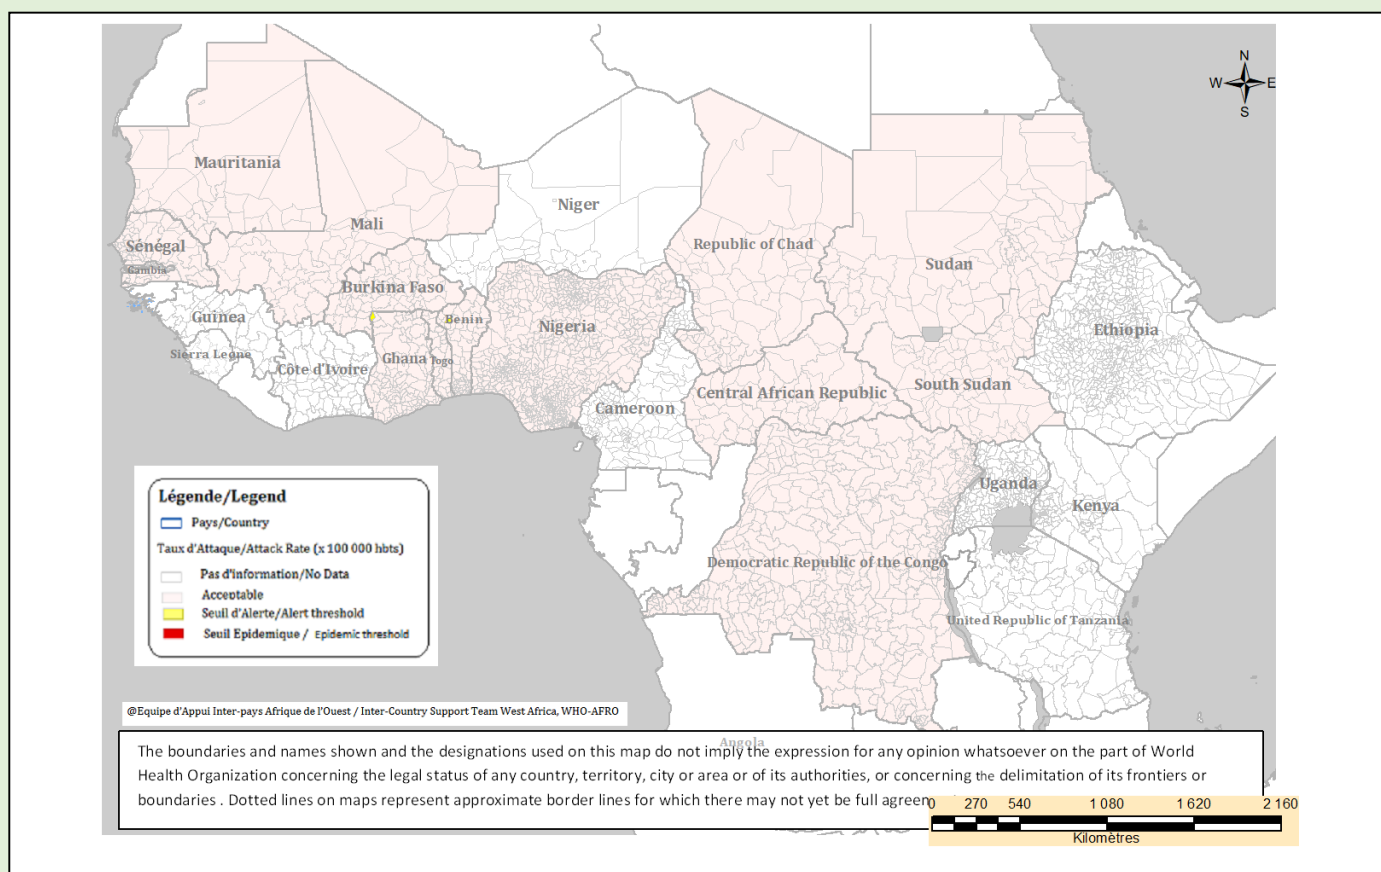 N
W
E
S
Mauritania
Mali
Niger
Republic of Chad
Sudan
Sénégal
Gambia
Burkina Faso
Guinea
Benin
Nigeria
Ethiopia
Sierra Leone
Côte d'Ivoire
Ghana
Togo
Cameroon
Central African Republic
South Sudan
Uganda
Kenya
Democratic Republic of the Congo
United Republic of Tanzania
Angola
Légende/Legend
Pays/Country
Taux d'Attaque/Attack Rate (x 100 000 hbts)
Pas d'information/No Data
Acceptable
Seuil d'Alerte/Alert threshold
Seuil Epidemique / Epidemic threshold
@Equipe d'Appui Inter-pays Afrique de l'Ouest / Inter-Country Support Team West Africa, WHO-AFRO
The boundaries and names shown and the designations used on this map do not imply the expression for any opinion whatsoever on the part of World
Health Organization concerning the legal status of any country, territory, city or area or of its authorities, or concerning the delimitation of its frontiers or
boundaries . Dotted lines on maps represent approximate border lines for which there may not yet be full agreen
0 270 540 1 080 1 620 2 160
Kilomètres